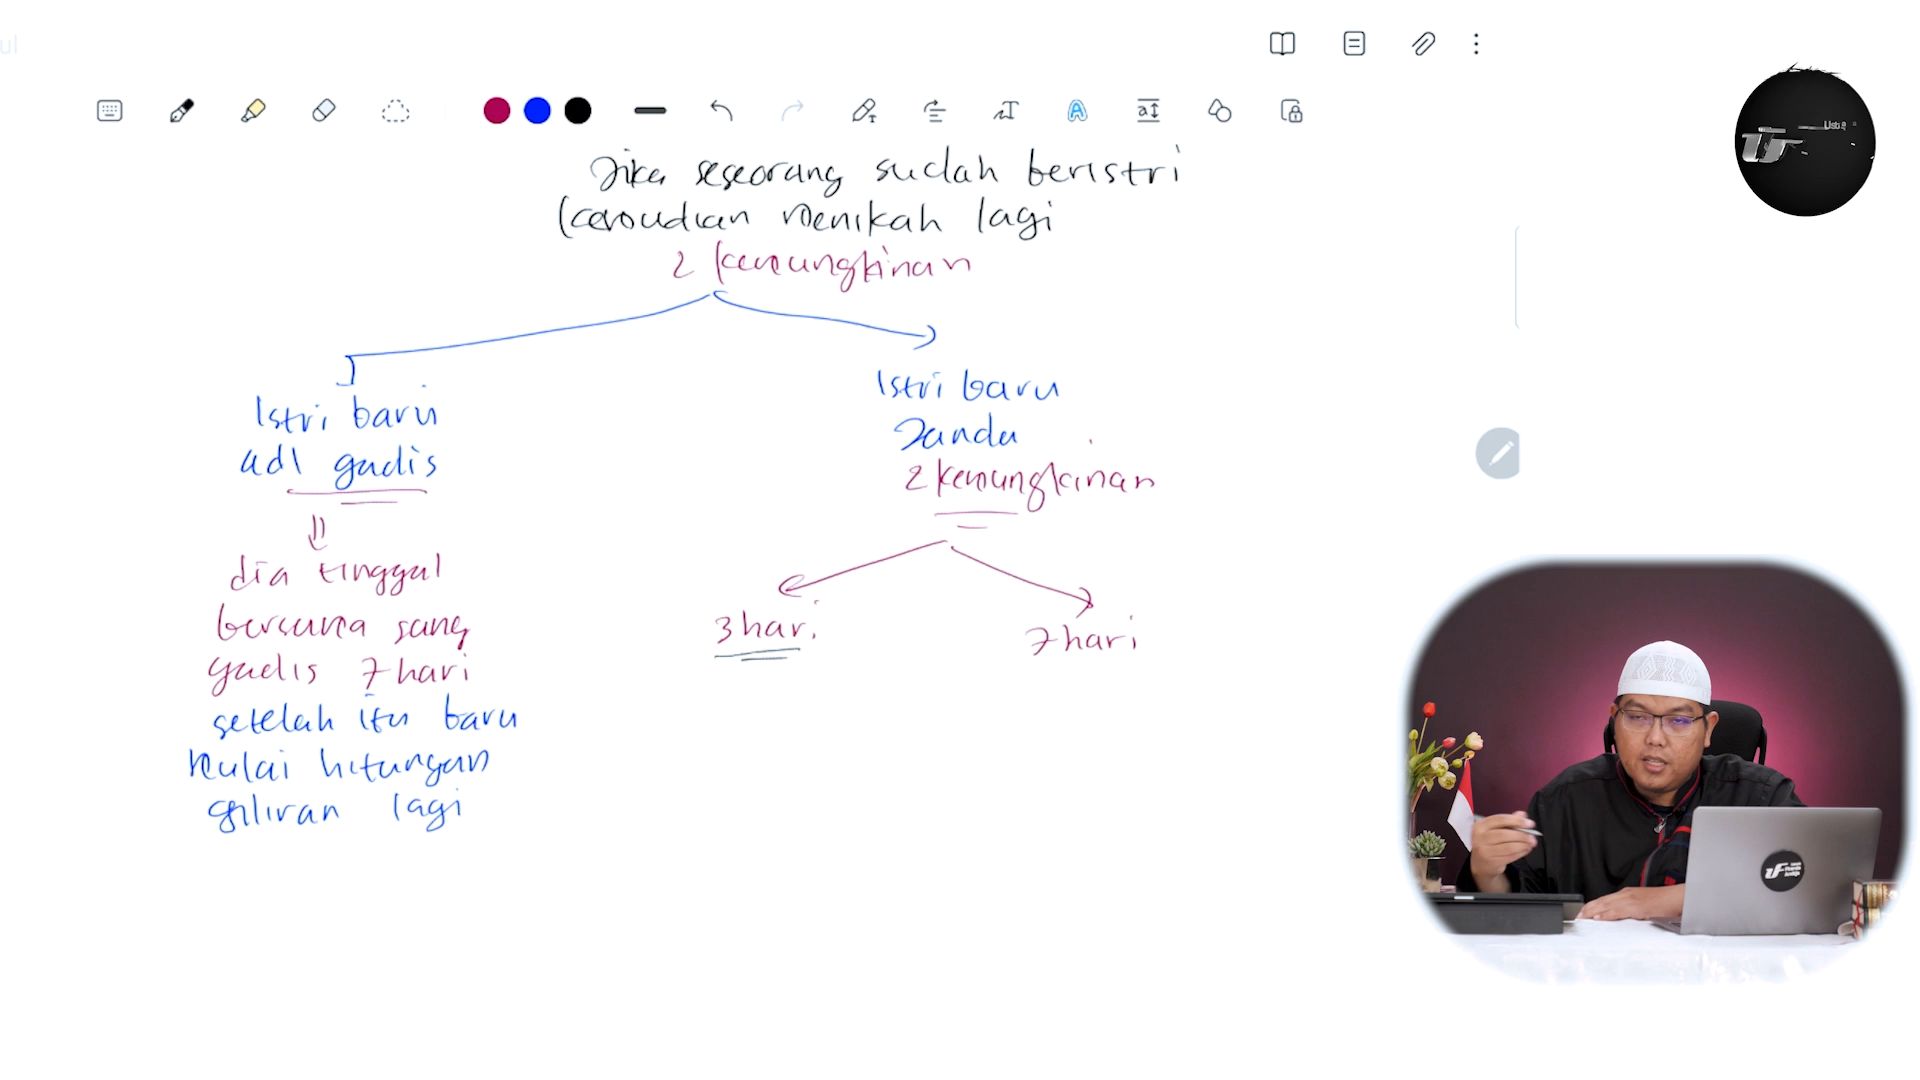 ul
Jika seseorang sudah beristri
kemudian menikah lagi
2 kemungkinan
Istri baru
adl gadis
dia tinggal
bersama sang
gadis 7 hari
setelah itu baru
mulai hitungan
giliran lagi
Istri baru
Janda
2 kemungkinan
3 hari
7 hari